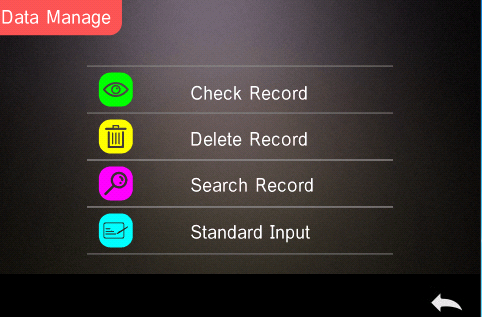 Data Manage
Check Record
Delete Record
Search Record
Standard Input